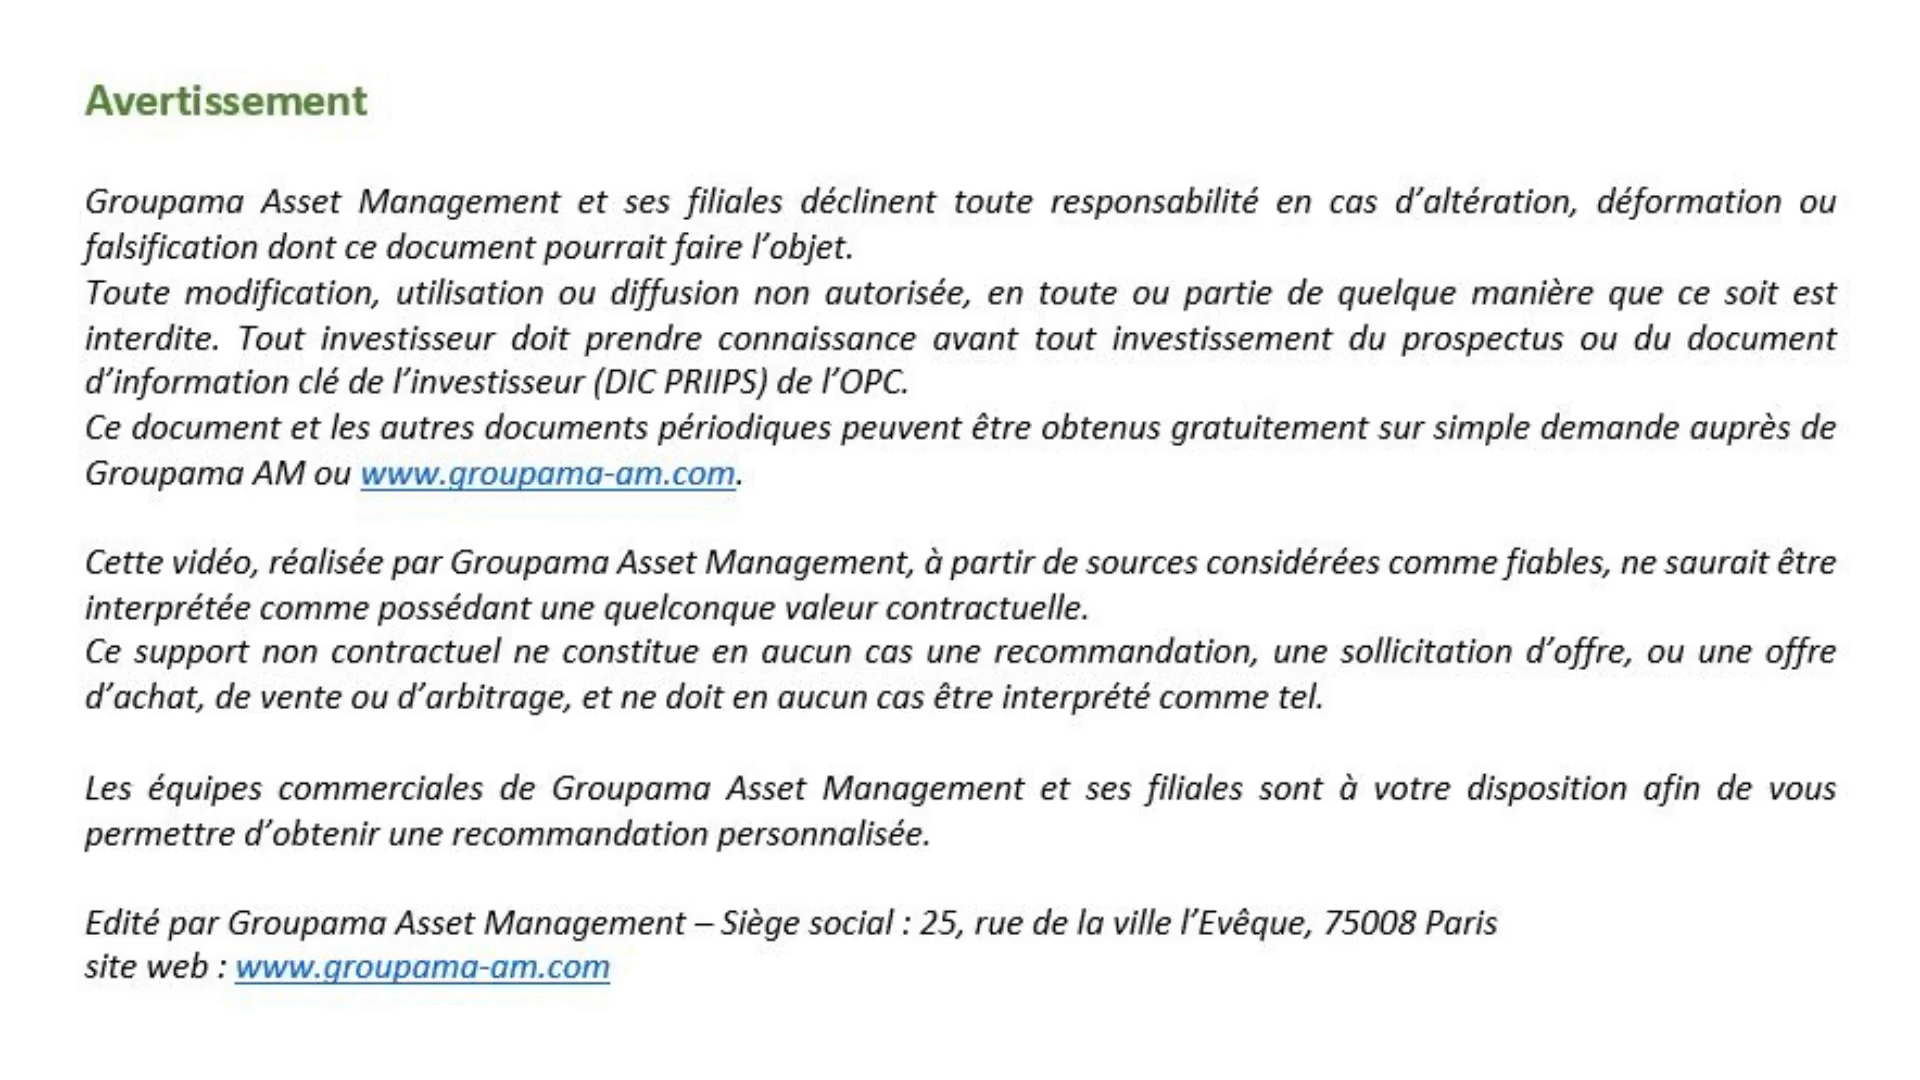 Avertissement
Groupama Asset Management et ses filiales déclinent toute responsabilité en cas d’altération, déformation ou
falsification dont ce document pourrait faire l’objet.
Toute modification, utilisation ou diffusion non autorisée, en toute ou partie de quelque manière que ce soit est
interdite. Tout investisseur doit prendre connaissance avant tout investissement du prospectus ou du document
d’information clé de l’investisseur (DIC PRIIPS) de l’OPC.
Ce document et les autres documents périodiques peuvent être obtenus gratuitement sur simple demande auprès de
Groupama AM ou www.groupama-am.com.
Cette vidéo, réalisée par Groupama Asset Management, à partir de sources considérées comme fiables, ne saurait être
interprétée comme possédant une quelconque valeur contractuelle.
Ce support non contractuel ne constitue en aucun cas une recommandation, une sollicitation d’offre, ou une offre
d’achat, de vente ou d’arbitrage, et ne doit en aucun cas être interprété comme tel.
Les équipes commerciales de Groupama Asset Management et ses filiales sont à votre disposition afin de vous
permettre d’obtenir une recommandation personnalisée.
Edité par Groupama Asset Management – Siège social : 25, rue de la ville l’Evêque, 75008 Paris
site web : www.groupama-am.com